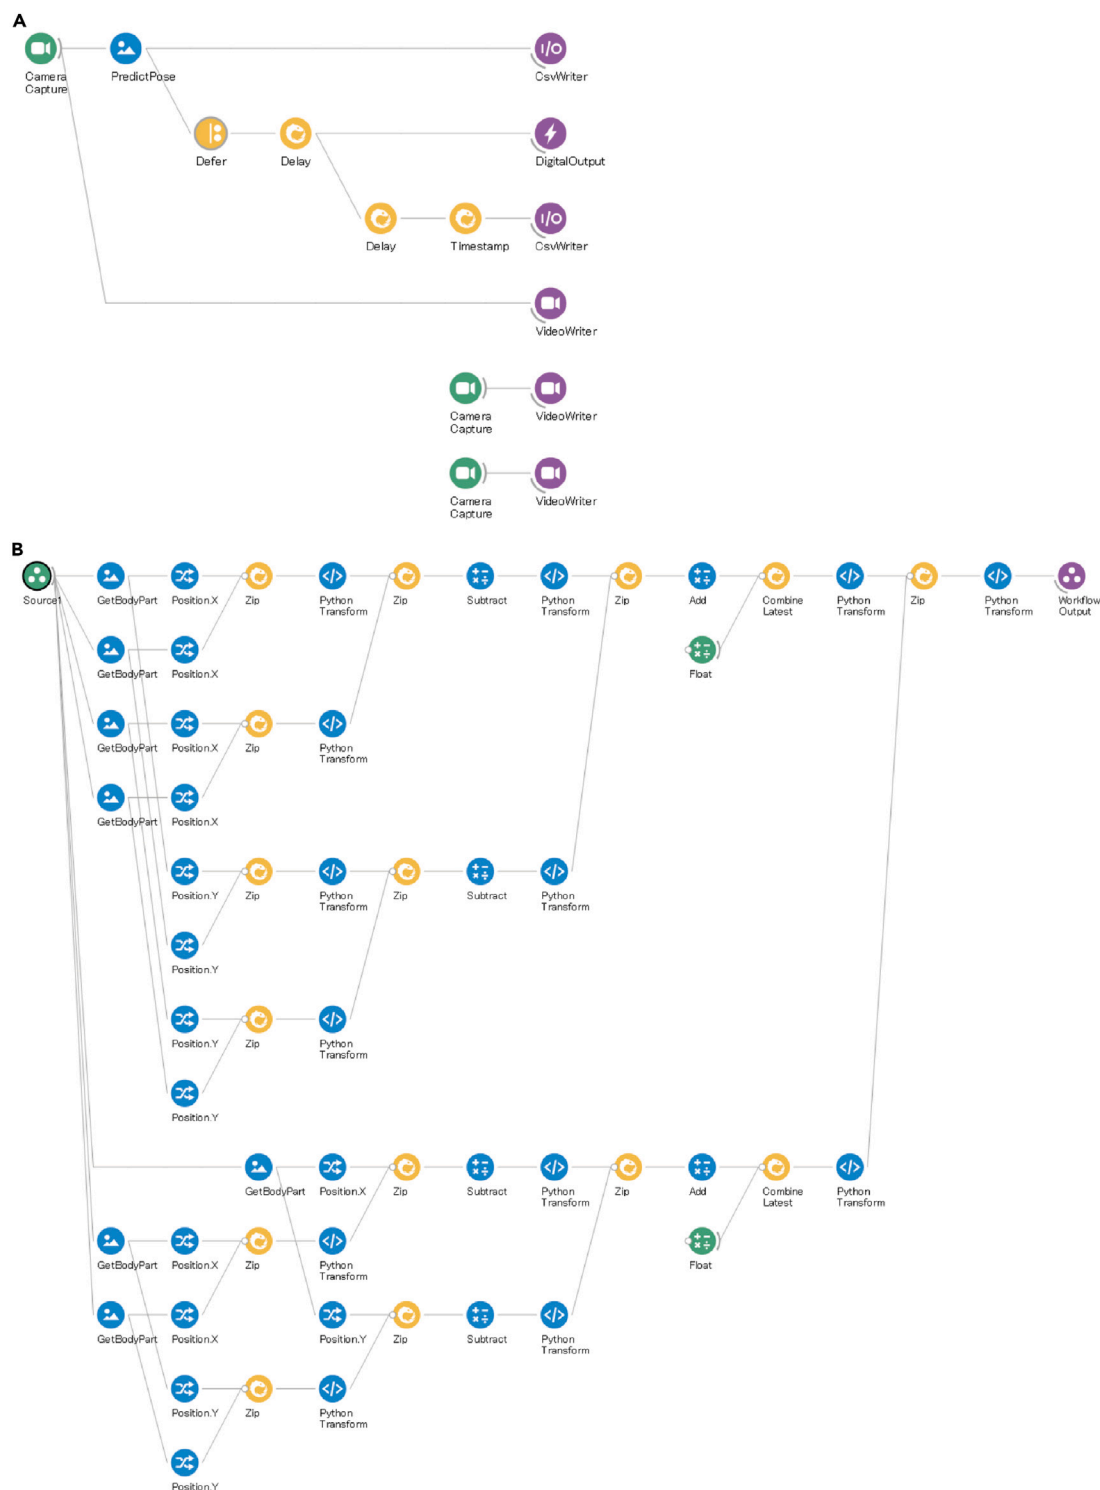 A
Camera
Capture
PredictPose
CsvWriter
Defer
Delay
DigitalOutput
Delay
Timestamp
CsvWriter
VideoWriter
Camera
Capture
VideoWriter
Camera
Capture
VideoWriter
B
Source1
GetBodyPart
Position.X
Zip
Python
Transform
Zip
Subtract
Python
Transform
Zip
Add
Combine
Latest
Python
Transform
Zip
Python
Transform
Workflow
Output
GetBodyPart
Position.X
Float
GetBodyPart
Position.X
Zip
Python
Transform
GetBodyPart
Position.X
Position.Y
Zip
Python
Transform
Zip
Subtract
Python
Transform
Position.Y
Position.Y
Zip
Python
Transform
Position.Y
GetBodyPart
Position.X
Zip
Subtract
Python
Transform
Zip
Add
Combine
Latest
Python
Transform
GetBodyPart
Position.X
Zip
Python
Transform
Float
GetBodyPart
Position.X
Position.Y
Zip
Subtract
Python
Transform
Position.Y
Zip
Python
Transform
Position.Y